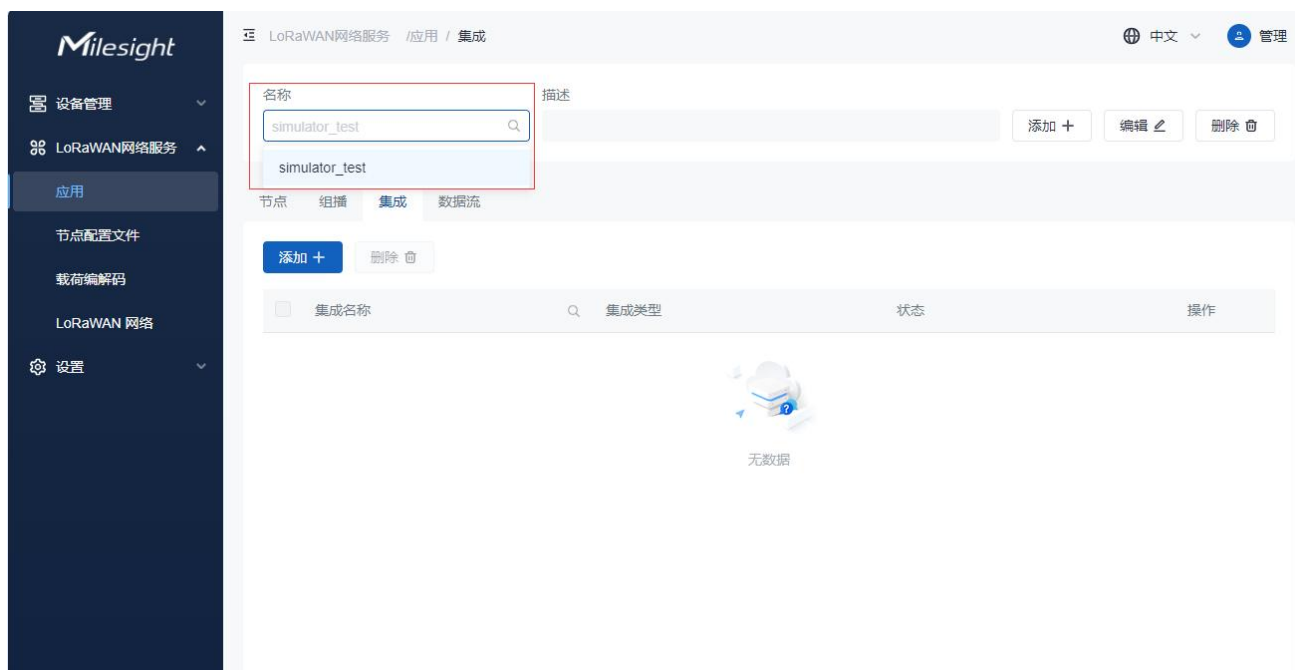 Milesight
LoRaWAN网络服务 /应用 / 集成
中文
管理
设备管理
LoRaWAN网络服务
应用
节点配置文件
载荷编解码
LoRaWAN 网络
设置
名称
描述
simulator_test
添加 +
编辑
删除
simulator_test
节点 组播 集成 数据流
添加 +
删除
集成名称 集成类型 状态 操作
?
无数据